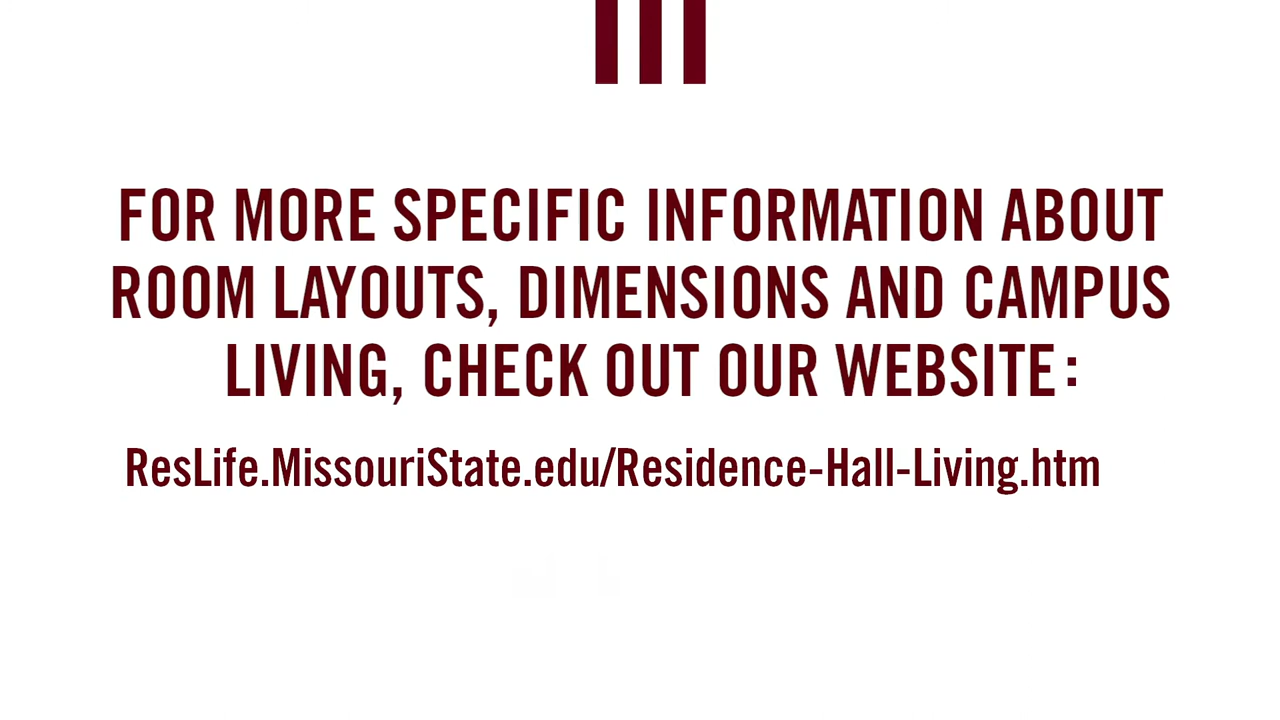 FOR MORE SPECIFIC INFORMATION ABOUT
ROOM LAYOUTS, DIMENSIONS AND CAMPUS
LIVING, CHECK OUT OUR WEBSITE:
ResLife.MissouriState.edu/Residence-Hall-Living.htm